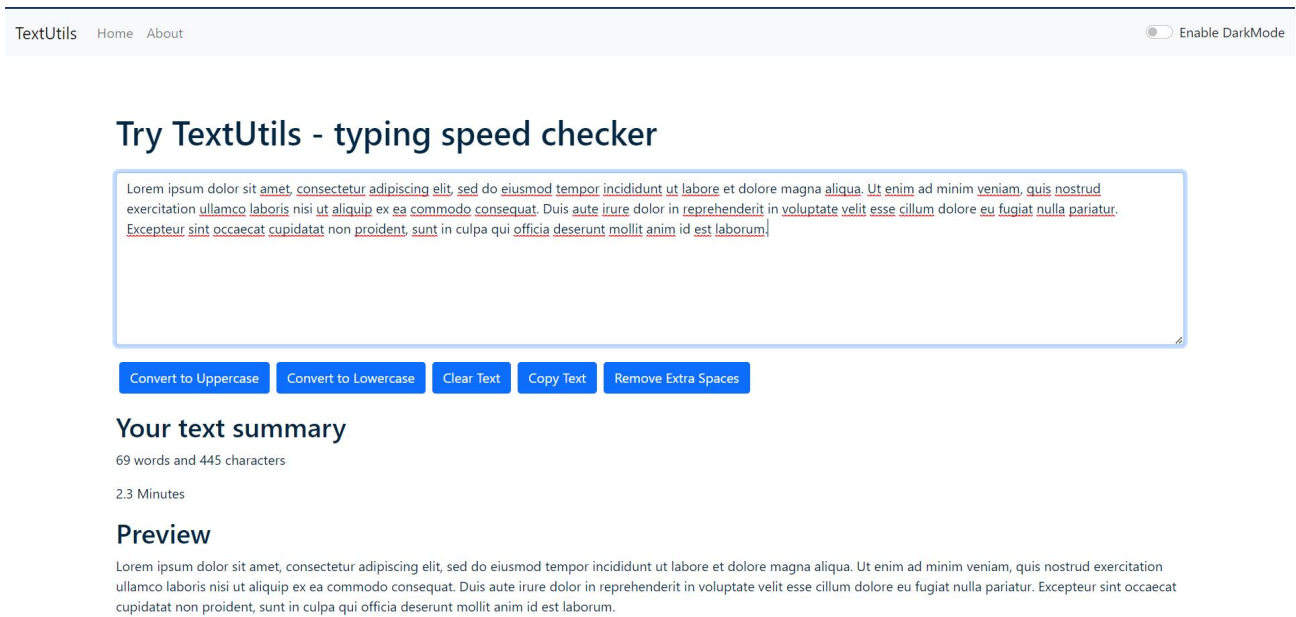 TextUtils Home About Enable DarkMode
Try TextUtils - typing speed checker
Lorem ipsum dolor sit amet, consectetur adipiscing elit, sed do eiusmod tempor incididunt ut labore et dolore magna aliqua. Ut enim ad minim veniam, quis nostrud
exercitation ullamco laboris nisi ut aliquip ex ea commodo consequat. Duis aute irure dolor in reprehenderit in voluptate velit esse cillum dolore eu fugiat nulla pariatur.
Excepteur sint occaecat cupidatat non proident, sunt in culpa qui officia deserunt mollit anim id est laborum.
Convert to Uppercase Convert to Lowercase Clear Text Copy Text Remove Extra Spaces
Your text summary
69 words and 445 characters
2.3 Minutes
Preview
Lorem ipsum dolor sit amet, consectetur adipiscing elit, sed do eiusmod tempor incididunt ut labore et dolore magna aliqua. Ut enim ad minim veniam, quis nostrud exercitation
ullamco laboris nisi ut aliquip ex ea commodo consequat. Duis aute irure dolor in reprehenderit in voluptate velit esse cillum dolore eu fugiat nulla pariatur. Excepteur sint occaecat
cupidatat non proident, sunt in culpa qui officia deserunt mollit anim id est laborum.